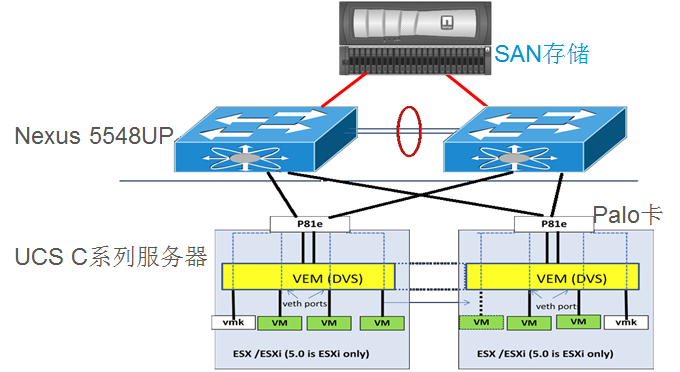 SAN存储
Nexus 5548UP
Palo卡
P81e
P81e
UCS C系列服务器
VEM (DVS)
VEM (DVS)
veth ports
veth ports
vmk
VM
VM
VM
VM
VM
VM
vmk
ESX /ESXi (5.0 is ESXi only)
ESX /ESXi (5.0 is ESXi only)